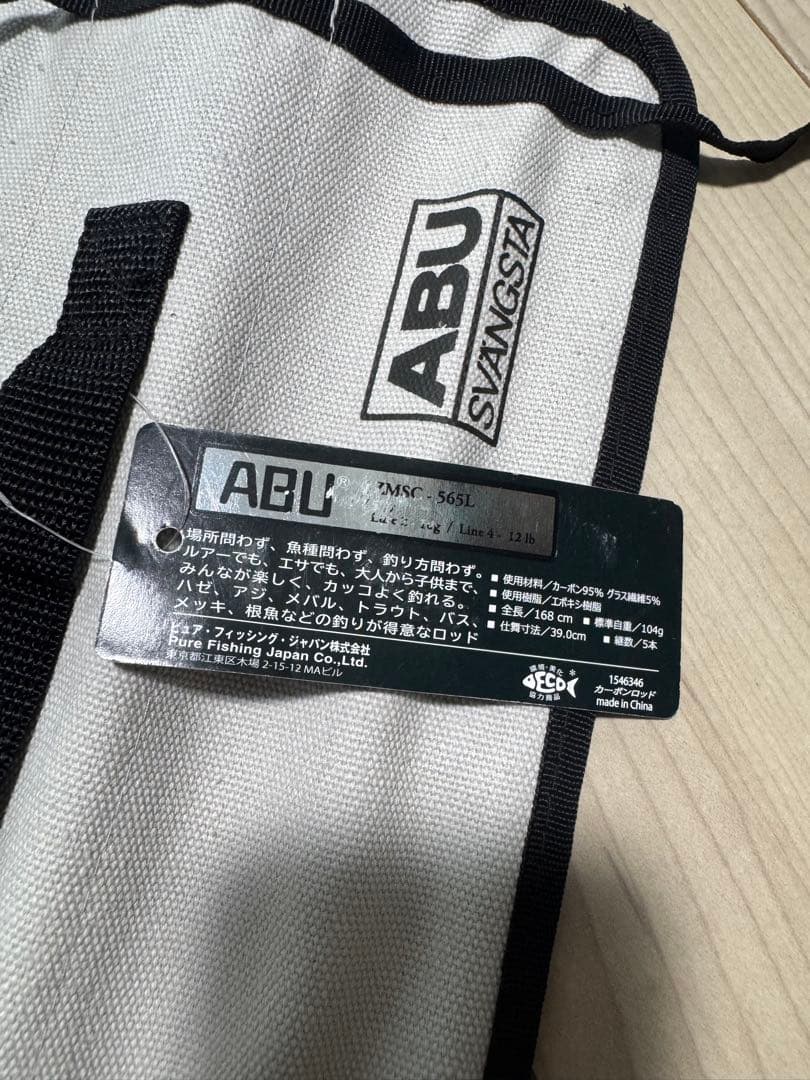 ABU
SVÄNGSTA
ABU® ZMSC - 565L
g / Line 4 - 12 lb
場所問わず、魚種問わず、釣り方問わず。
ルアーでも、エサでも、大人から子供まで、
みんなが楽しく、カッコよく釣れる。
ハゼ、アジ、メバル、トラウト、バス、
メッキ、根魚などの釣りが得意なロッド
ピュア・フィッシング・ジャパン株式会社
Pure Fishing Japan Co.,Ltd.
東京都江東区木場 2-15-12 MAビル
■ 使用材料/カーボン95% グラス繊維5%
■ 使用樹脂/エポキシ樹脂
■ 全長/168 cm ■ 標準自重/104g
■ 仕舞寸法/39.0cm ■ 継数/5本
環境・美化
ECO
協力商品
1546346
カーボンロッド
made in China